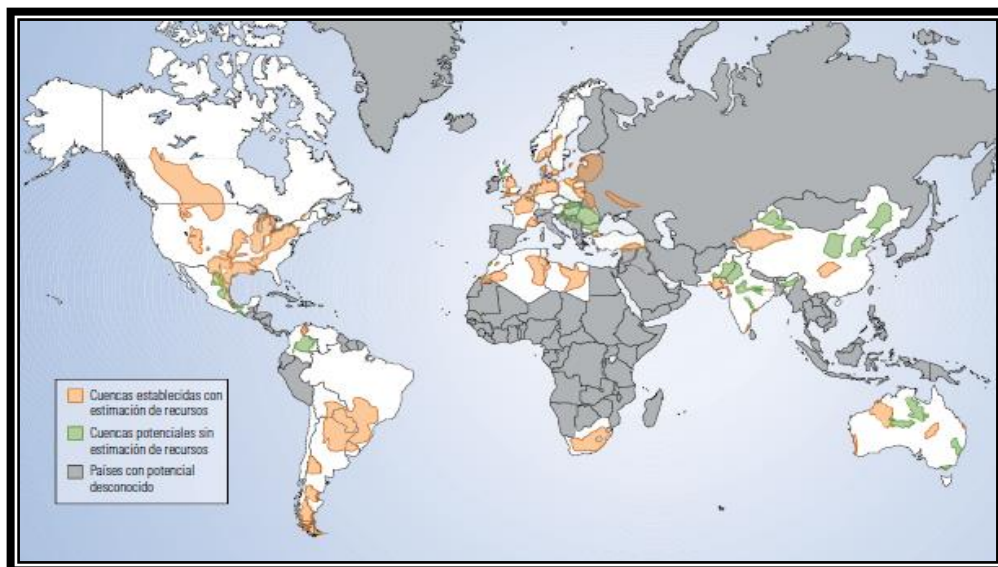 Cuencas establecidas con
estimación de recursos
Cuencas potenciales sin
estimación de recursos
Países con potencial
desconocido